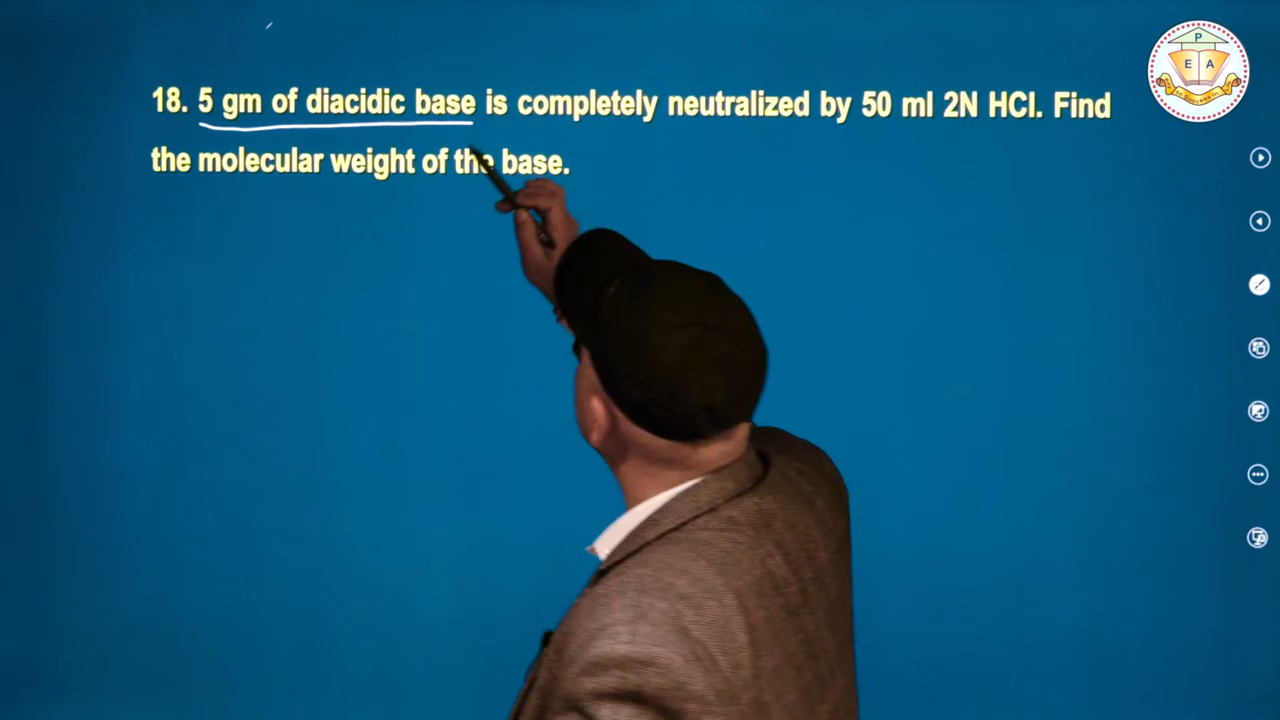 18. 5 gm of diacidic base is completely neutralized by 50 ml 2N HCl. Find
the molecular weight of the base.
P
E A